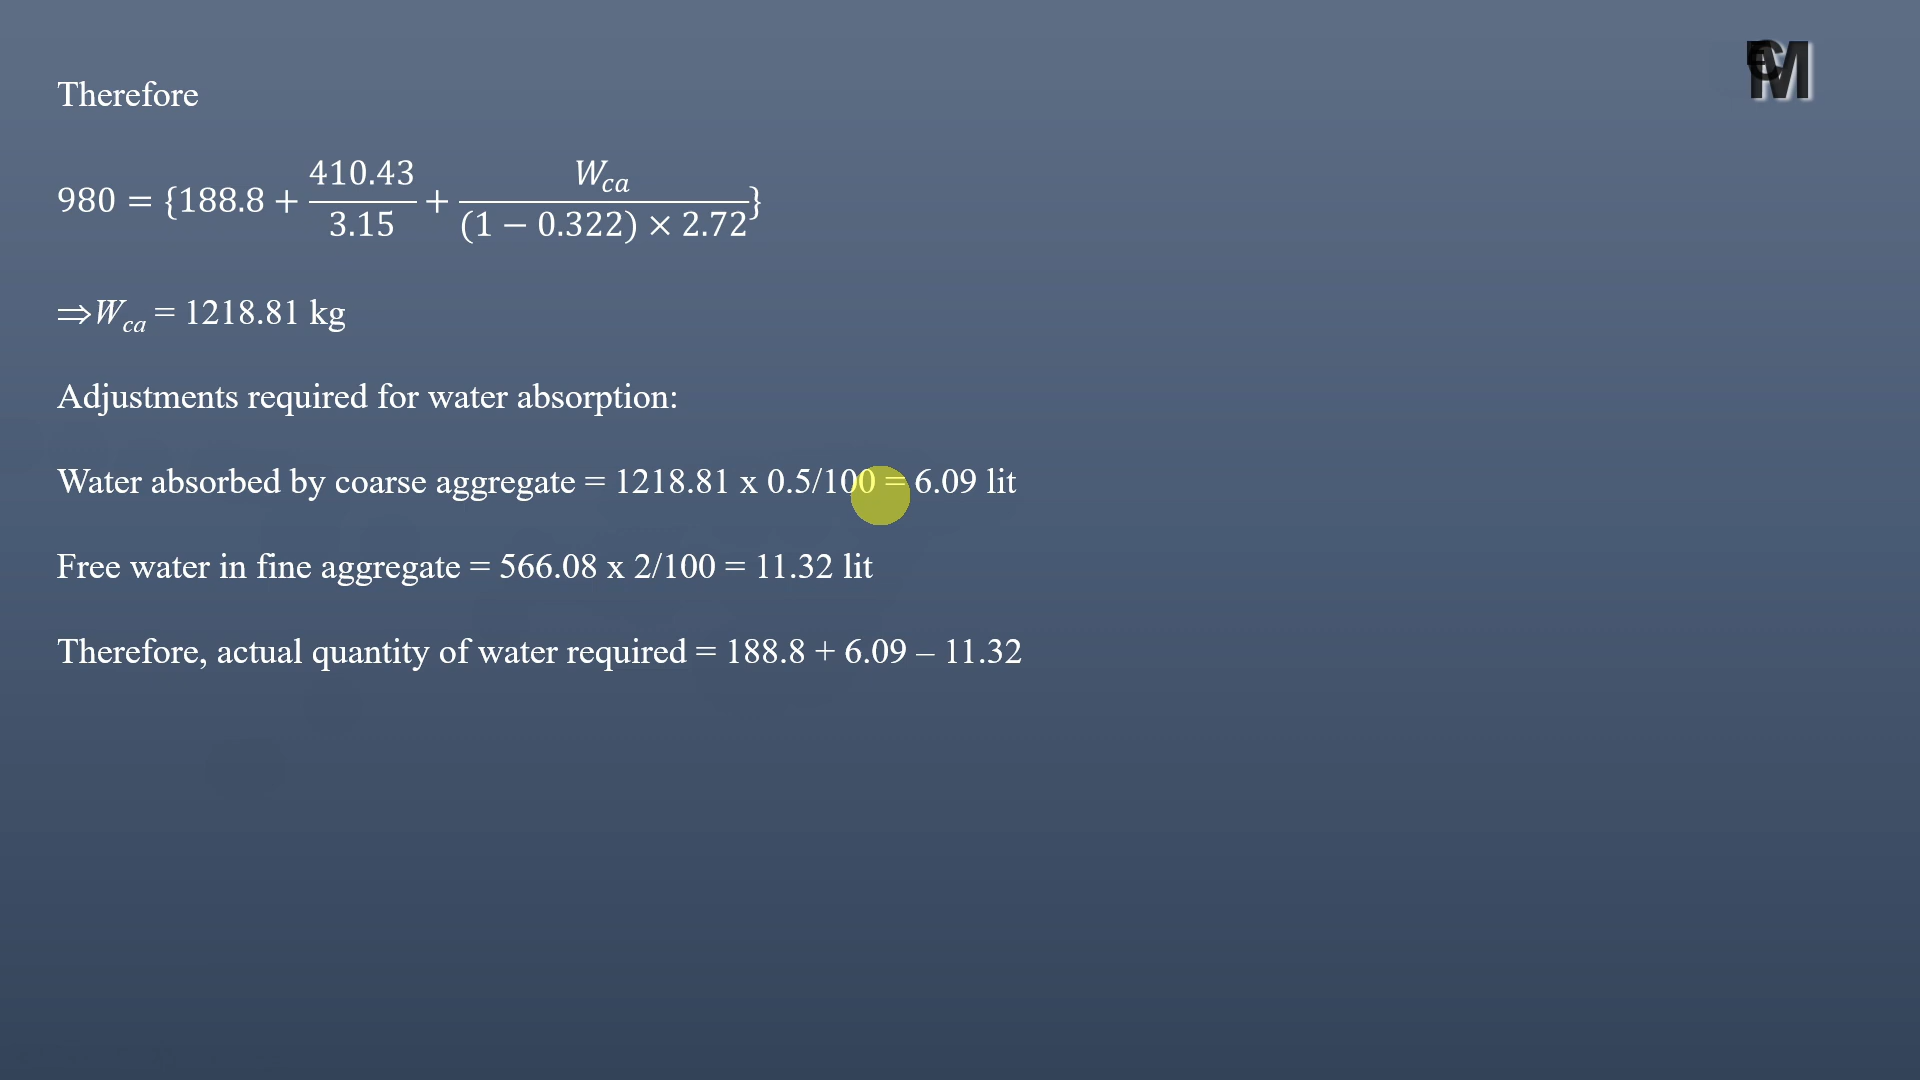 Therefore
980 = {188.8 + 410.43/3.15 + W_ca/((1 − 0.322) × 2.72)}
⇒W_ca = 1218.81 kg
Adjustments required for water absorption:
Water absorbed by coarse aggregate = 1218.81 x 0.5/100 = 6.09 lit
Free water in fine aggregate = 566.08 x 2/100 = 11.32 lit
Therefore, actual quantity of water required = 188.8 + 6.09 – 11.32